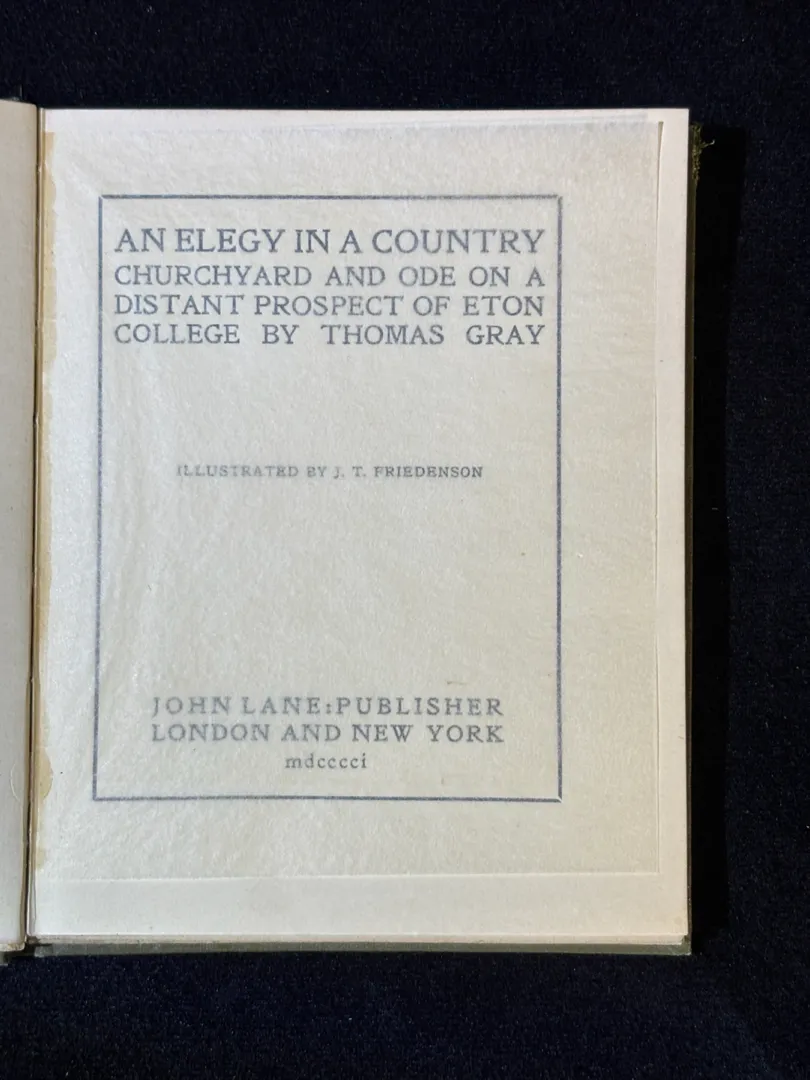 AN ELEGY IN A COUNTRY
CHURCHYARD AND ODE ON A
DISTANT PROSPECT OF ETON
COLLEGE BY THOMAS GRAY
ILLUSTRATED BY J. T. FRIEDENSON
JOHN LANE:PUBLISHER
LONDON AND NEW YORK
mdcccci